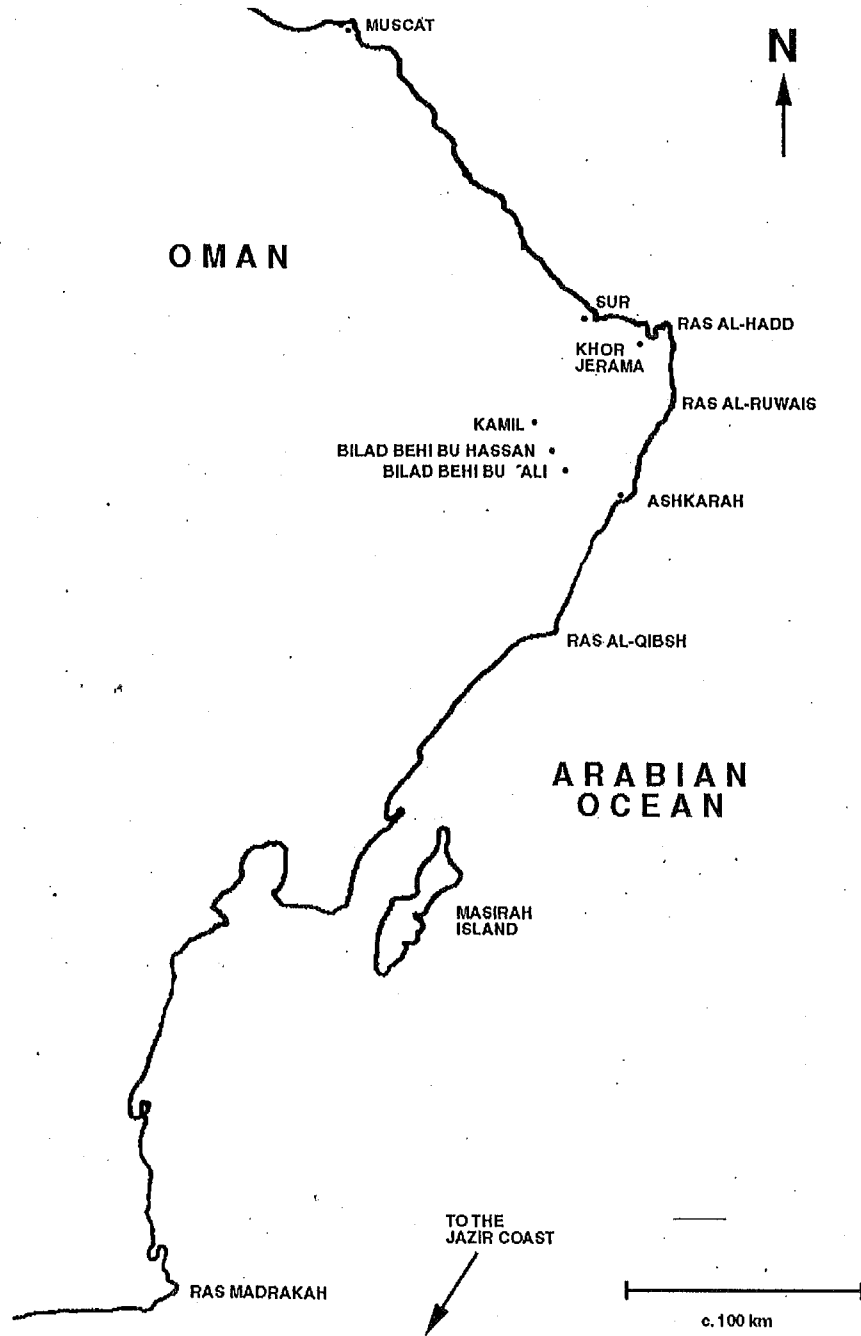 MUSCAT
N
OMAN
SUR
RAS AL-HADD
KHOR
JERAMA
RAS AL-RUWAIS
KAMIL
BILAD BEHI BU HASSAN
BILAD BEHI BU ʿALI
ASHKARAH
RAS AL-QIBSH
ARABIAN
OCEAN
MASIRAH
ISLAND
TO THE
JAZIR COAST
RAS MADRAKAH
c. 100 km